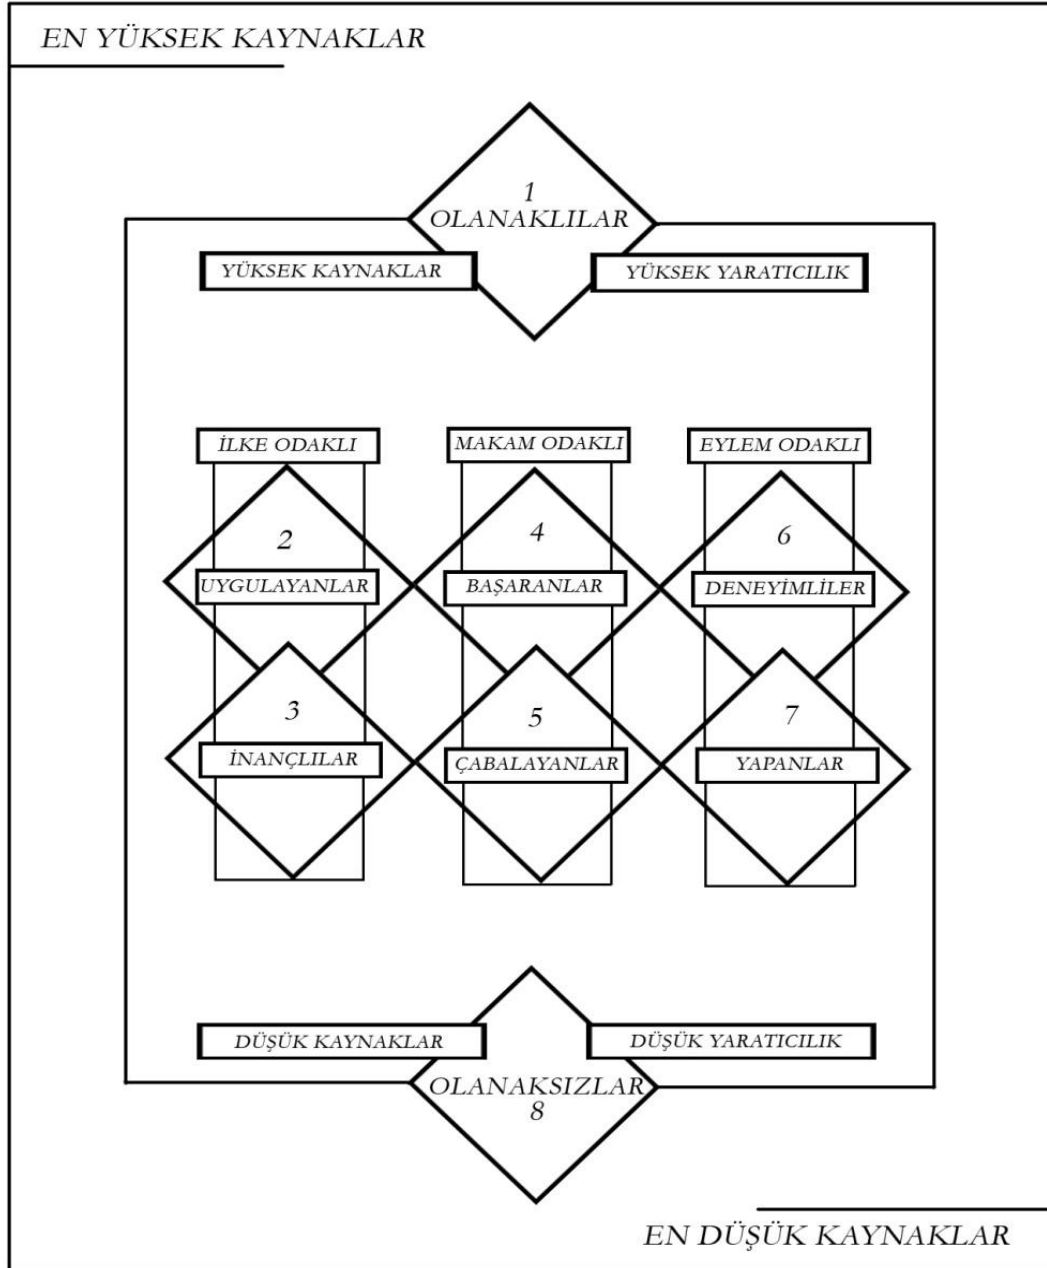 EN YÜKSEK KAYNAKLAR
1
OLANAKLILAR
YÜKSEK KAYNAKLAR
YÜKSEK YARATICILIK
İLKE ODAKLI
MAKAM ODAKLI
EYLEM ODAKLI
2
4
6
UYGULAYANLAR
BAŞARANLAR
DENEYİMLİLER
3
5
7
İNANÇLILAR
ÇABALAYANLAR
YAPANLAR
DÜŞÜK KAYNAKLAR
DÜŞÜK YARATICILIK
OLANAKSIZLAR
8
EN DÜŞÜK KAYNAKLAR